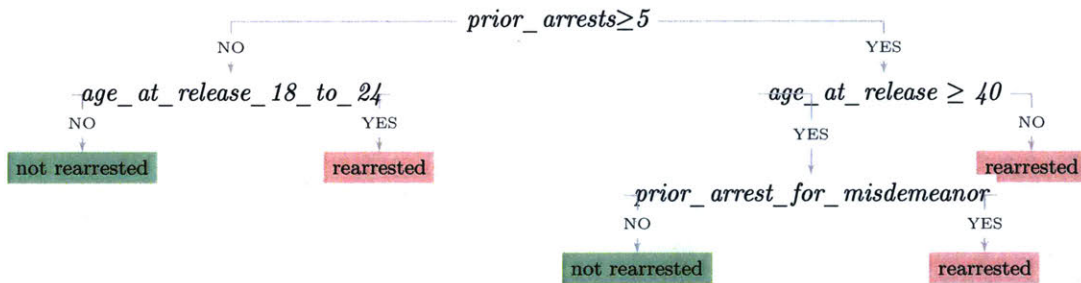 prior_arrests≥5
NO YES
age_at_release_18_to_24 age_at_release ≥ 40
NO YES YES NO
not rearrested rearrested rearrested
prior_arrest_for_misdemeanor
NO YES
not rearrested rearrested